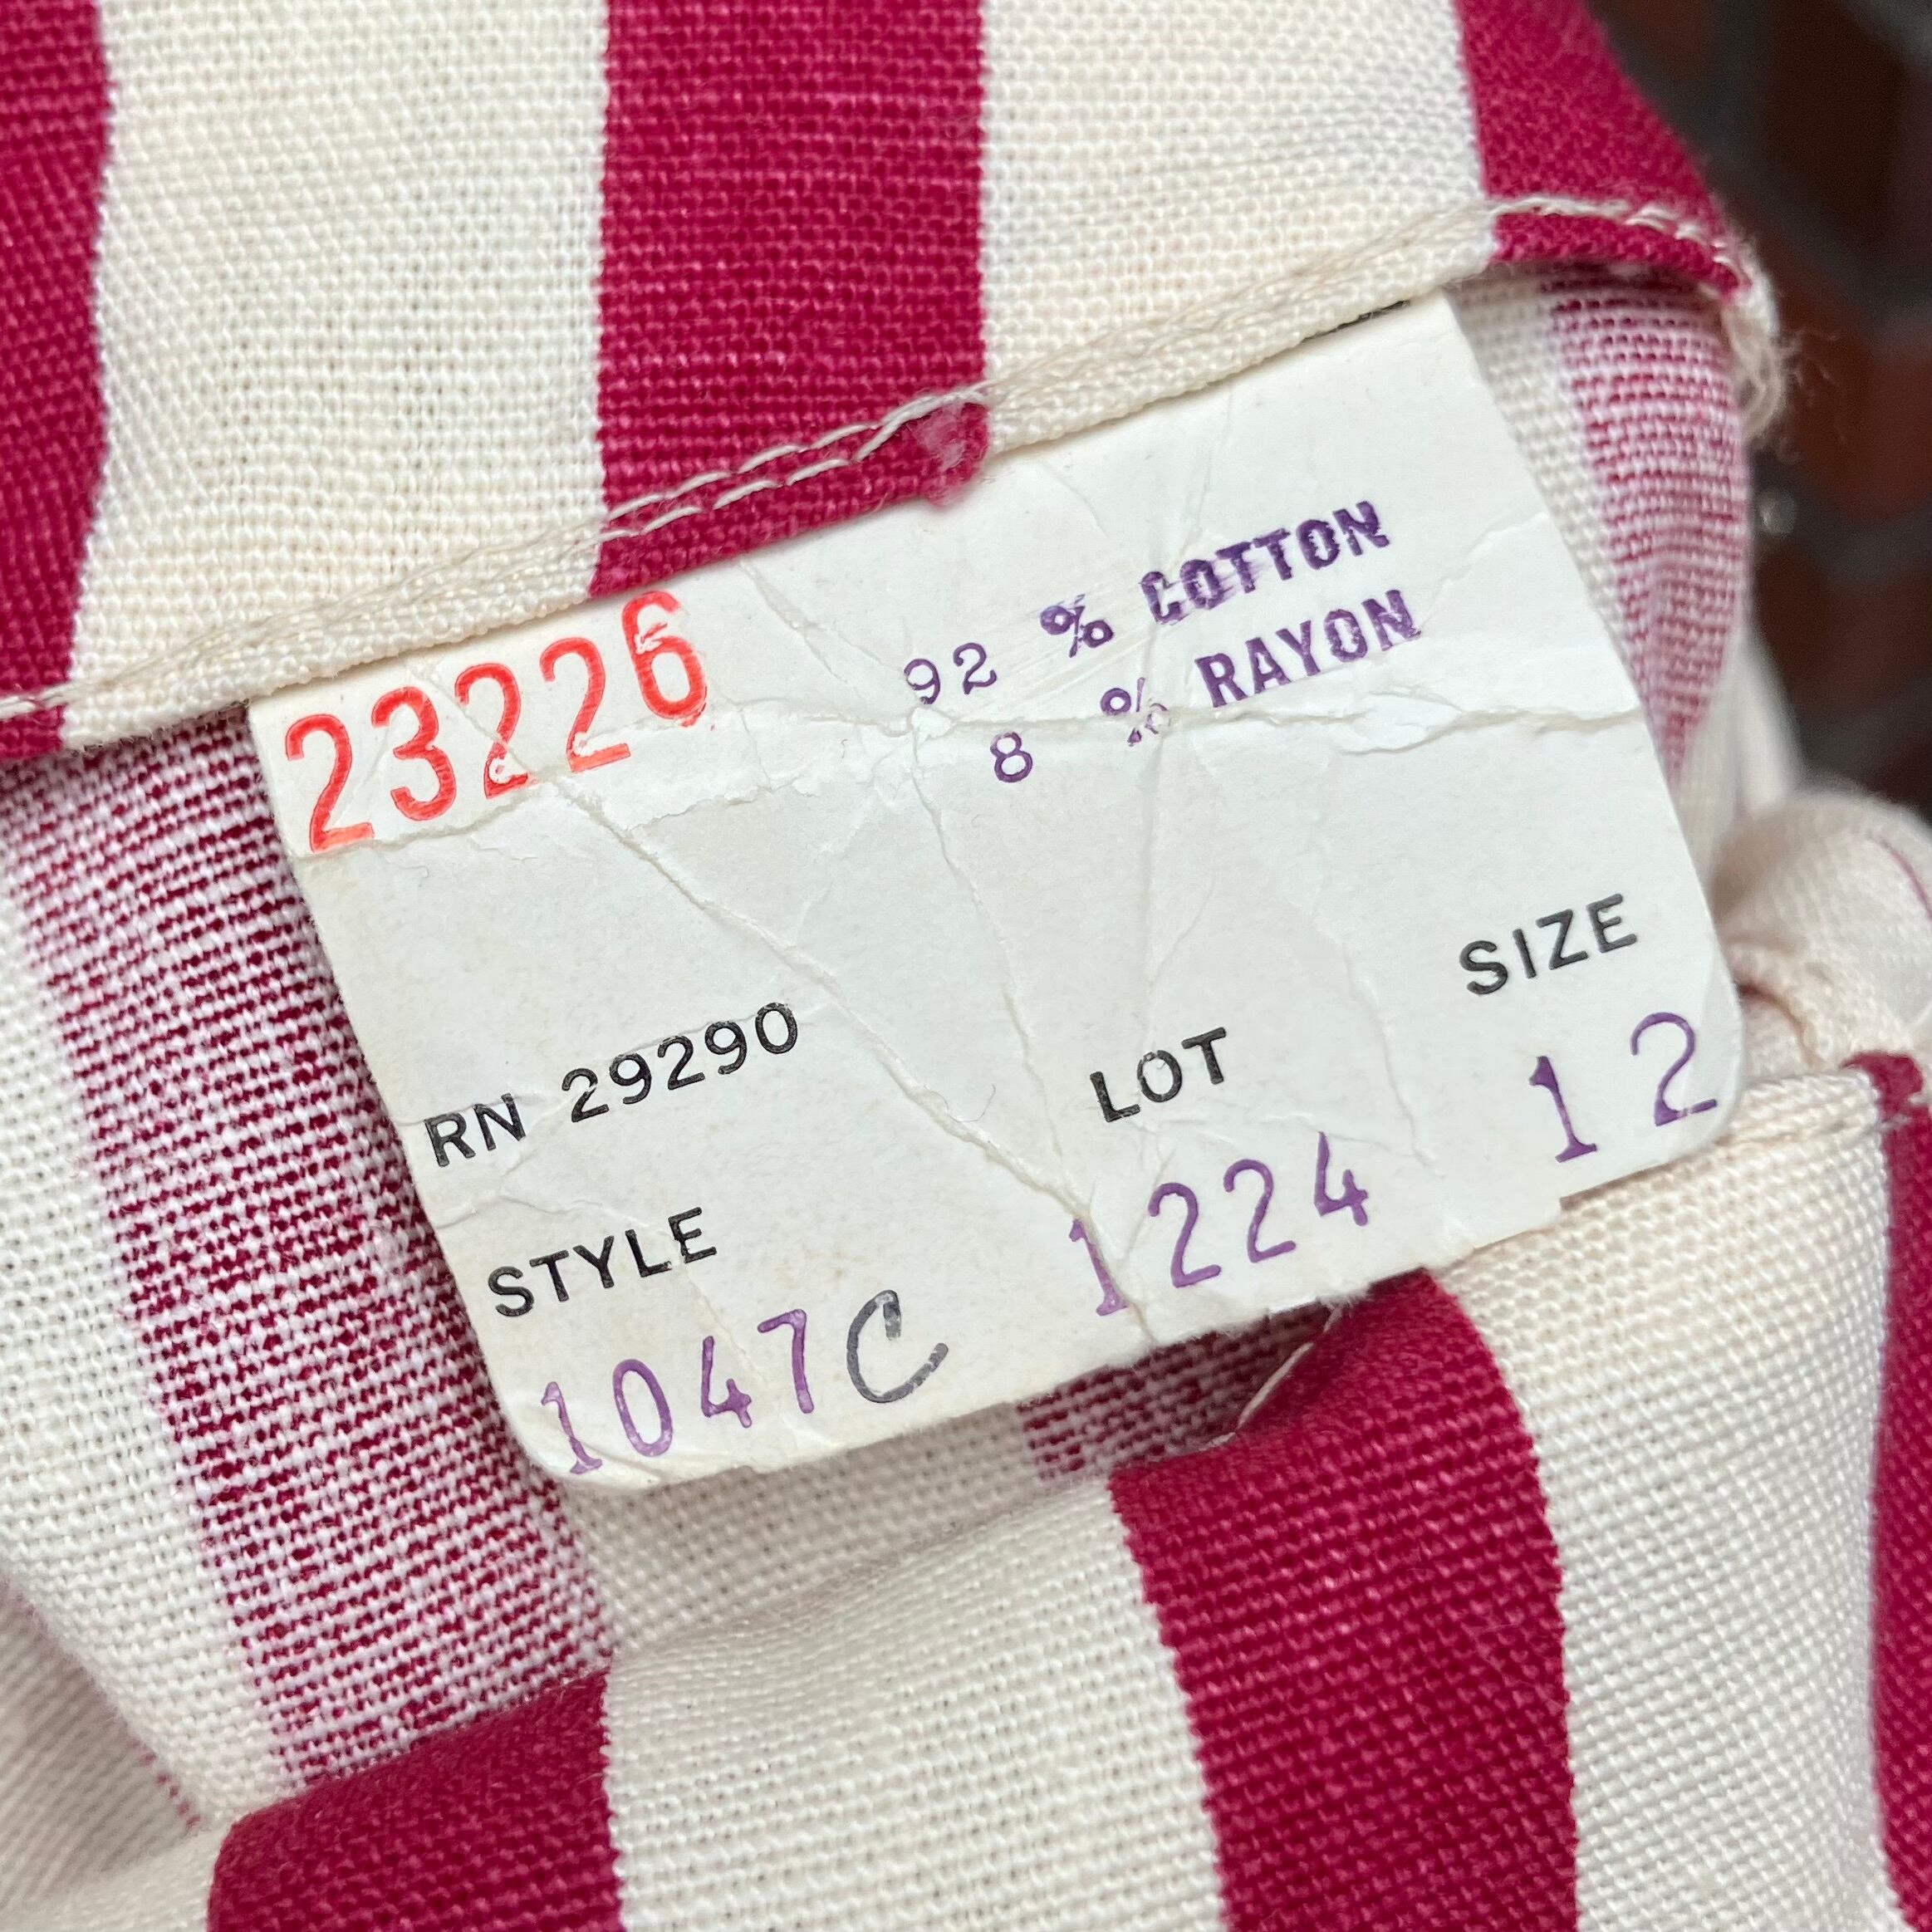 23226
92 % COTTON
8 % RAYON
RN 29290
STYLE
1047C
LOT
1224
SIZE
12